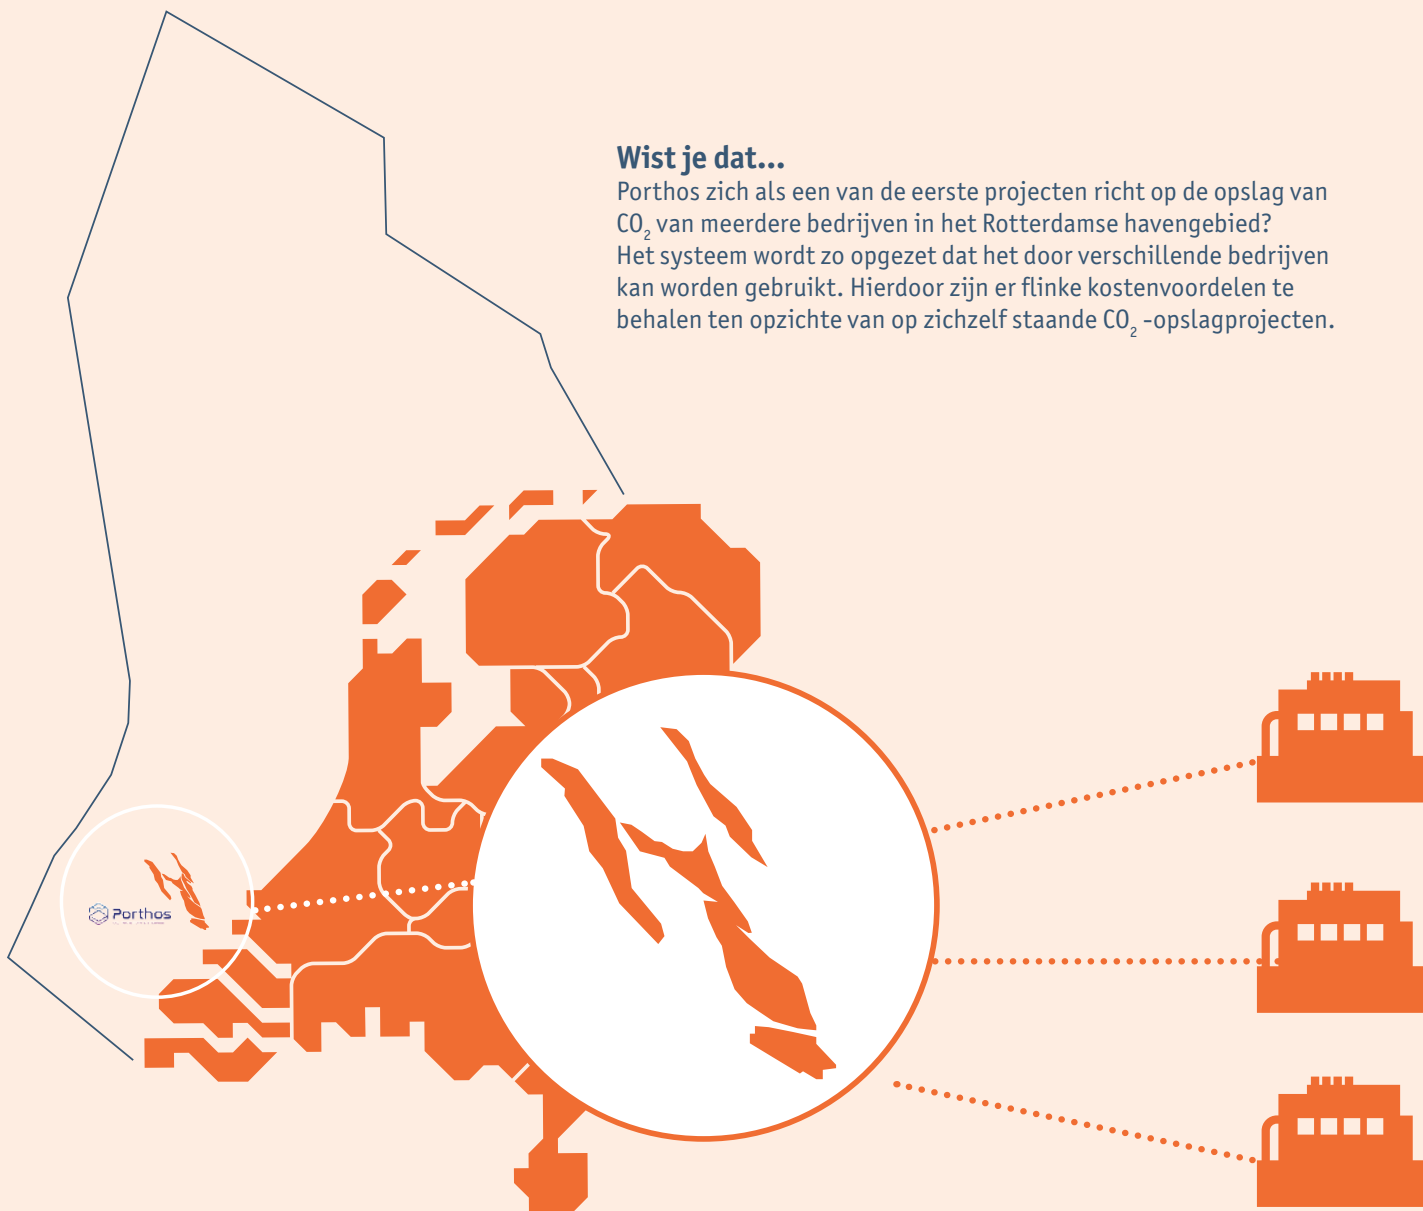 Wist je dat...
Porthos zich als een van de eerste projecten richt op de opslag van
CO₂ van meerdere bedrijven in het Rotterdamse havengebied?
Het systeem wordt zo opgezet dat het door verschillende bedrijven
kan worden gebruikt. Hierdoor zijn er flinke kostenvoordelen te
behalen ten opzichte van op zichzelf staande CO₂ -opslagprojecten.
Porthos